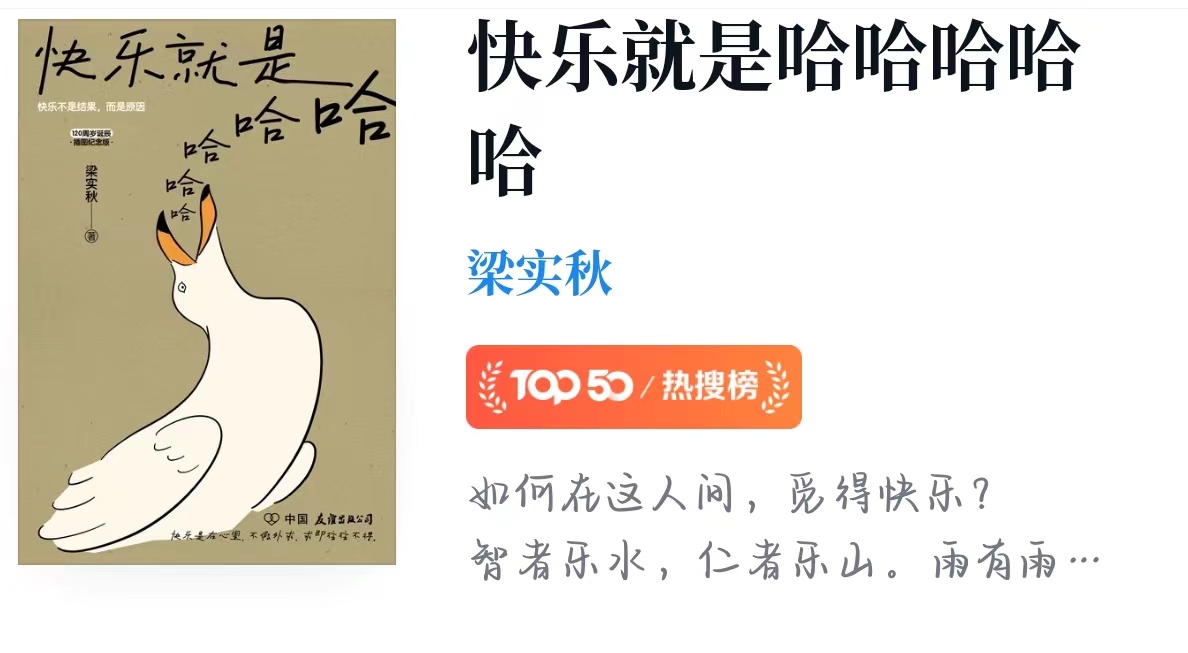 快乐就是
哈哈
哈
哈
哈
快乐不是结果，而是原因
120周岁诞辰
·插图纪念版·
梁实秋
著
中国友谊出版公司
快乐是在心里，不假外求，求即往往不得。
快乐就是哈哈哈哈
哈
梁实秋
TOP 50 / 热搜榜
如何在这人间，觅得快乐？
智者乐水，仁者乐山。雨有雨…